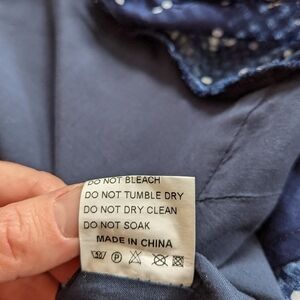 DO NOT BLEACH
DO NOT TUMBLE DRY
DO NOT DRY CLEAN
DO NOT SOAK
MADE IN CHINA